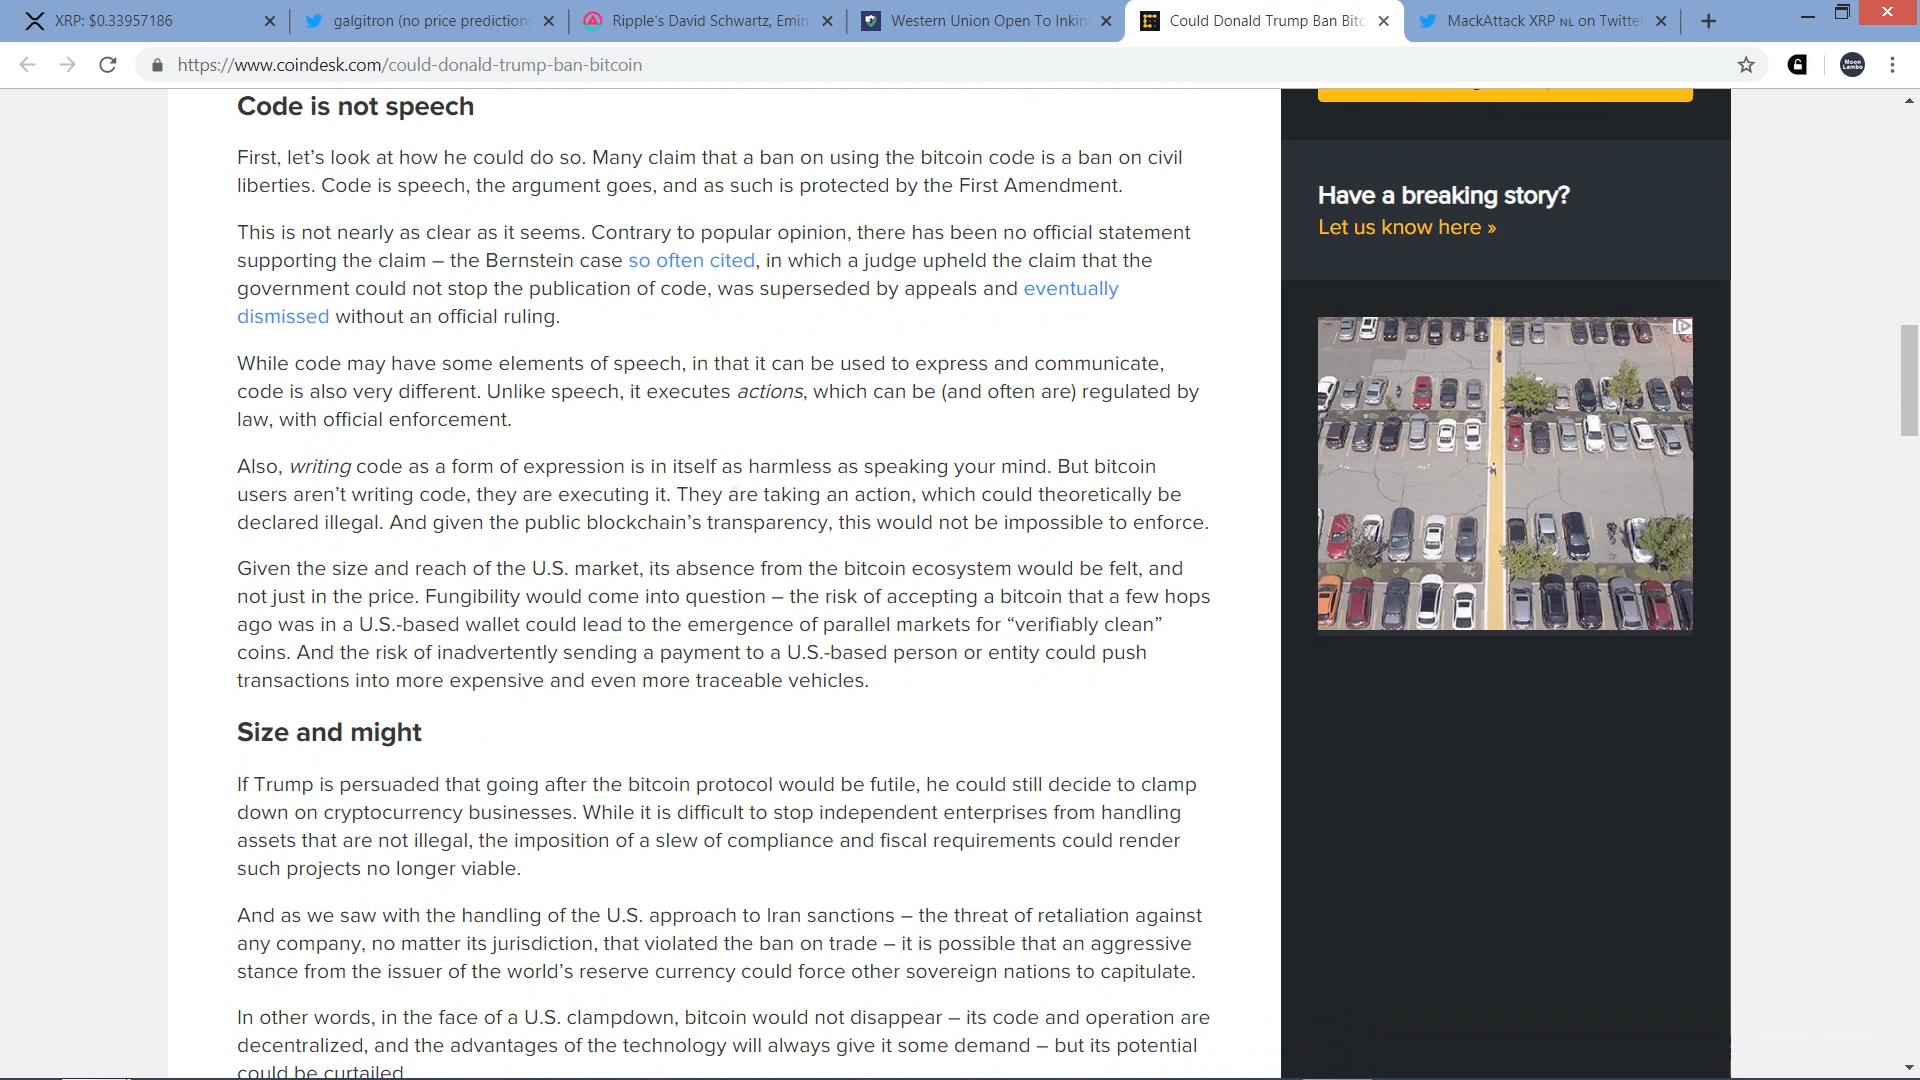 XRP: $0.33957186
galgitron (no price prediction
Ripple's David Schwartz, Emin
Western Union Open To Inkin
Could Donald Trump Ban Bitc
MackAttack XRP NL on Twitte
https://www.coindesk.com/could-donald-trump-ban-bitcoin
Moon
Lambo
Code is not speech
First, let's look at how he could do so. Many claim that a ban on using the bitcoin code is a ban on civil
liberties. Code is speech, the argument goes, and as such is protected by the First Amendment.
This is not nearly as clear as it seems. Contrary to popular opinion, there has been no official statement
supporting the claim – the Bernstein case so often cited, in which a judge upheld the claim that the
government could not stop the publication of code, was superseded by appeals and eventually
dismissed without an official ruling.
While code may have some elements of speech, in that it can be used to express and communicate,
code is also very different. Unlike speech, it executes actions, which can be (and often are) regulated by
law, with official enforcement.
Also, writing code as a form of expression is in itself as harmless as speaking your mind. But bitcoin
users aren't writing code, they are executing it. They are taking an action, which could theoretically be
declared illegal. And given the public blockchain's transparency, this would not be impossible to enforce.
Given the size and reach of the U.S. market, its absence from the bitcoin ecosystem would be felt, and
not just in the price. Fungibility would come into question – the risk of accepting a bitcoin that a few hops
ago was in a U.S.-based wallet could lead to the emergence of parallel markets for “verifiably clean”
coins. And the risk of inadvertently sending a payment to a U.S.-based person or entity could push
transactions into more expensive and even more traceable vehicles.
Size and might
If Trump is persuaded that going after the bitcoin protocol would be futile, he could still decide to clamp
down on cryptocurrency businesses. While it is difficult to stop independent enterprises from handling
assets that are not illegal, the imposition of a slew of compliance and fiscal requirements could render
such projects no longer viable.
And as we saw with the handling of the U.S. approach to Iran sanctions – the threat of retaliation against
any company, no matter its jurisdiction, that violated the ban on trade – it is possible that an aggressive
stance from the issuer of the world's reserve currency could force other sovereign nations to capitulate.
In other words, in the face of a U.S. clampdown, bitcoin would not disappear – its code and operation are
decentralized, and the advantages of the technology will always give it some demand – but its potential
could be curtailed
Have a breaking story?
Let us know here »